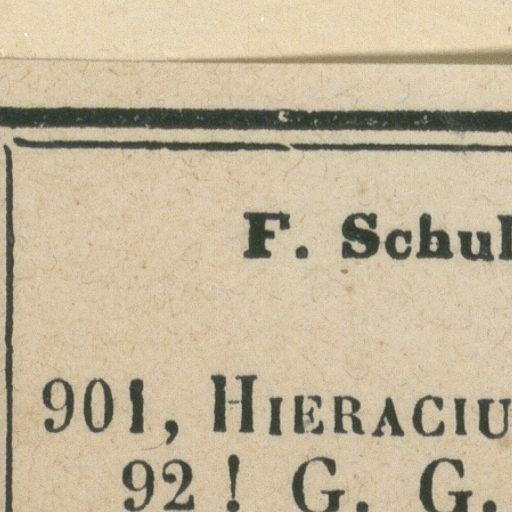 F. Schul
901, HIERACIU
92! G. G.